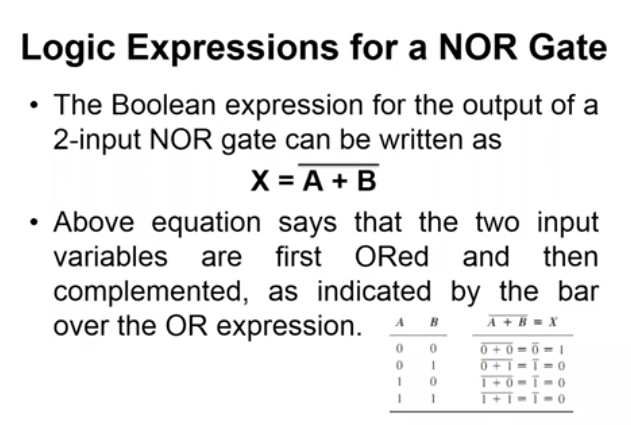 Logic Expressions for a NOR Gate
• The Boolean expression for the output of a
2-input NOR gate can be written as
X = A̅ ̅+̅ ̅B̅
• Above equation says that the two input
variables are first ORed and then
complemented, as indicated by the bar
over the OR expression.
A B A̅ ̅+̅ ̅B̅ = X
0 0 0̅ ̅+̅ ̅0̅ = 0̅ = 1
0 1 0̅ ̅+̅ ̅1̅ = 1̅ = 0
1 0 1̅ ̅+̅ ̅0̅ = 1̅ = 0
1 1 1̅ ̅+̅ ̅1̅ = 1̅ = 0